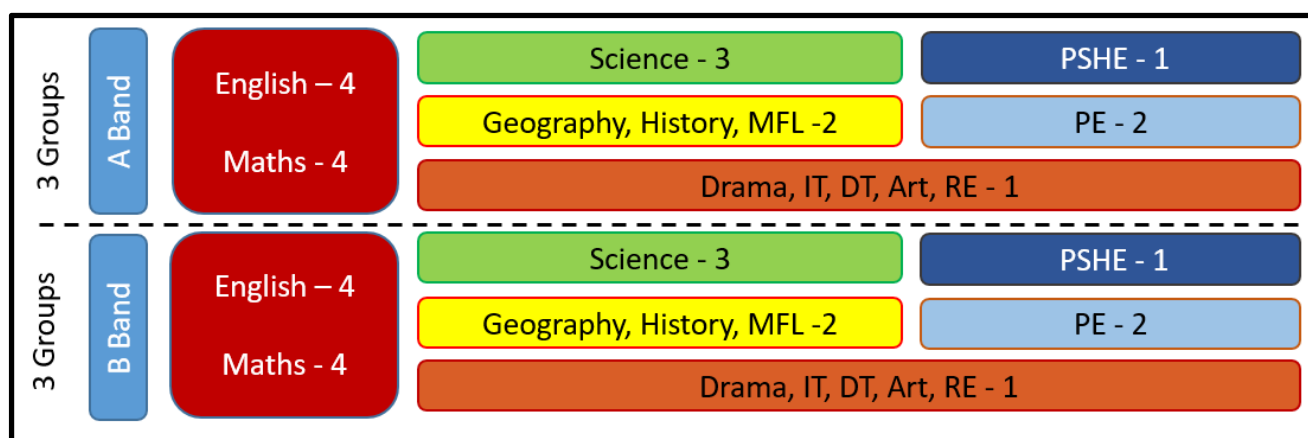 3 Groups
A Band
English – 4
Maths - 4
Science - 3
PSHE - 1
Geography, History, MFL -2
PE - 2
Drama, IT, DT, Art, RE - 1
3 Groups
B Band
English – 4
Maths - 4
Science - 3
PSHE - 1
Geography, History, MFL -2
PE - 2
Drama, IT, DT, Art, RE - 1